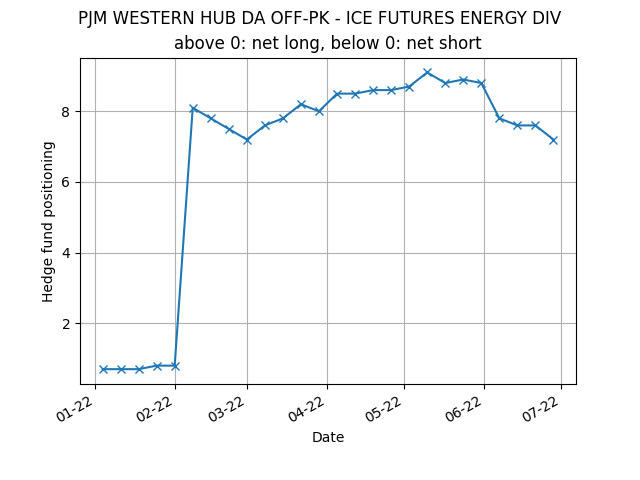 PJM WESTERN HUB DA OFF-PK - ICE FUTURES ENERGY DIV
above 0: net long, below 0: net short
Hedge fund positioning
8
6
4
2
01-22
02-22
03-22
04-22
05-22
06-22
07-22
Date